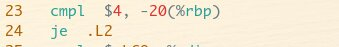 23 cmpl $4, -20(%rbp)
24 je .L2